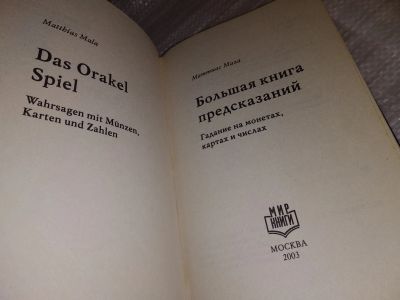 Matthias Mala
Das Orakel
Spiel
Wahrsagen mit Münzen,
Karten und Zahlen
Маттиас Мала
Большая книга
предсказаний
Гадание на монетах,
картах и числах
МИР
КНИГИ
МОСКВА
2003